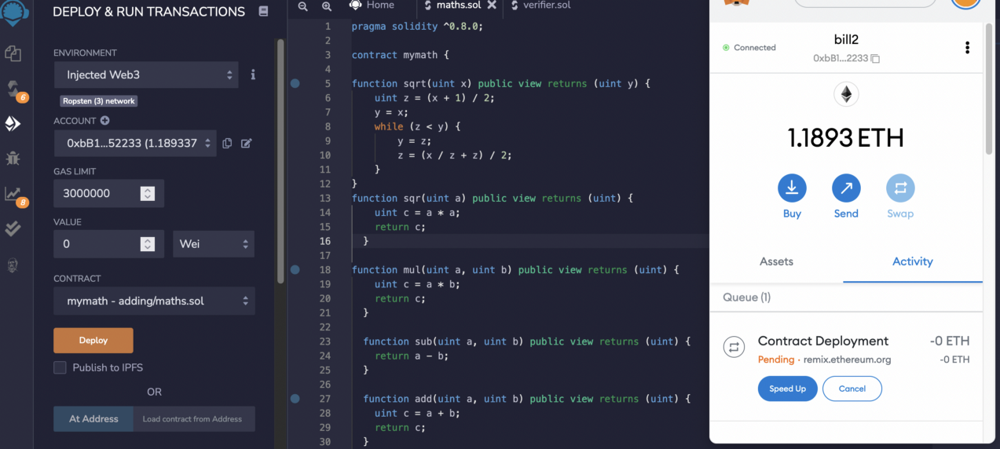 DEPLOY & RUN TRANSACTIONS
ENVIRONMENT
Injected Web3
Ropsten (3) network
ACCOUNT
0xbB1...52233 (1.189337
GAS LIMIT
3000000
VALUE
0
Wei
CONTRACT
mymath - adding/maths.sol
Deploy
Publish to IPFS
OR
At Address
Load contract from Address
6
8
Home
maths.sol
verifier.sol
1 pragma solidity ^0.8.0;
2
3 contract mymath {
4
5 function sqrt(uint x) public view returns (uint y) {
6 uint z = (x + 1) / 2;
7 y = x;
8 while (z < y) {
9 y = z;
10 z = (x / z + z) / 2;
11 }
12 }
13 function sqr(uint a) public view returns (uint) {
14 uint c = a * a;
15 return c;
16 }
17
18 function mul(uint a, uint b) public view returns (uint) {
19 uint c = a * b;
20 return c;
21 }
22
23 function sub(uint a, uint b) public view returns (uint) {
24 return a - b;
25 }
26
27 function add(uint a, uint b) public view returns (uint) {
28 uint c = a + b;
29 return c;
30 }
Connected
bill2
0xbB1...2233
1.1893 ETH
Buy
Send
Swap
Assets
Activity
Queue (1)
Contract Deployment
-0 ETH
Pending · remix.ethereum.org
-0 ETH
Speed Up
Cancel